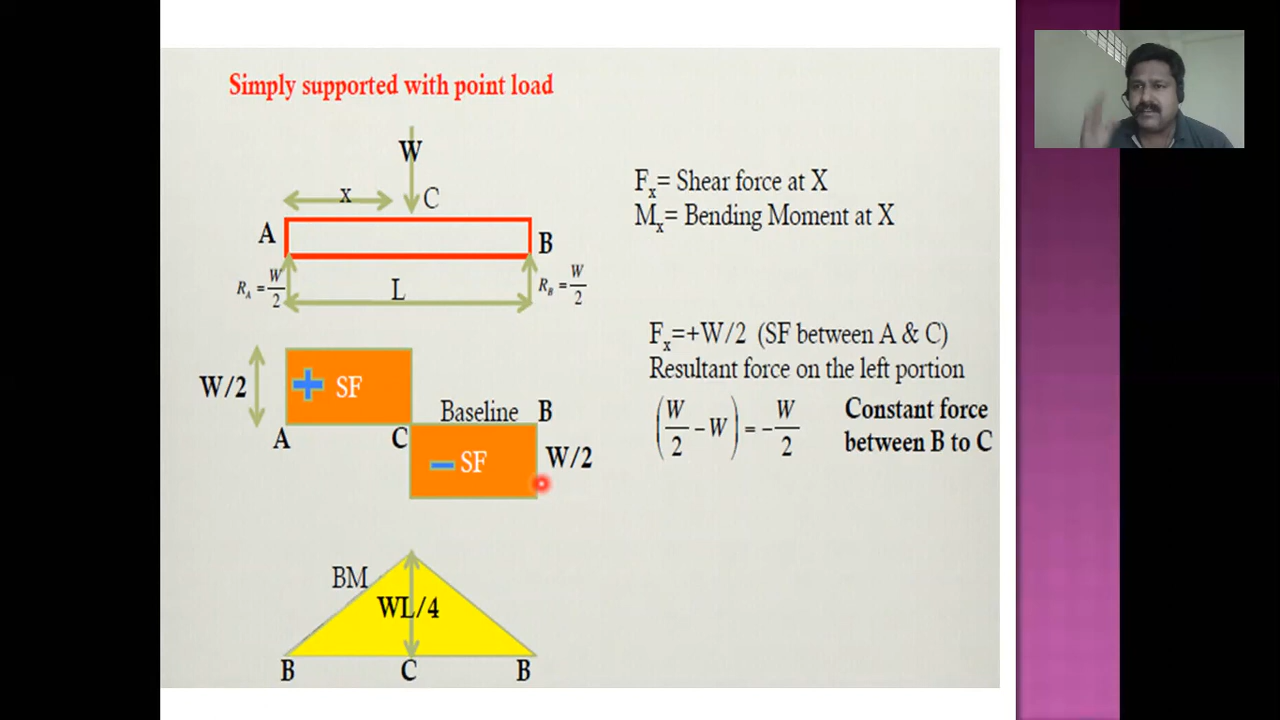 Simply supported with point load
W
x
C
A
B
R_A = W/2
L
R_B = W/2
F_x= Shear force at X
M_x= Bending Moment at X
W/2
+ SF
Baseline B
A
C
− SF
W/2
F_x=+W/2 (SF between A & C)
Resultant force on the left portion
(W/2 − W) = − W/2
Constant force
between B to C
BM
WL/4
B
C
B